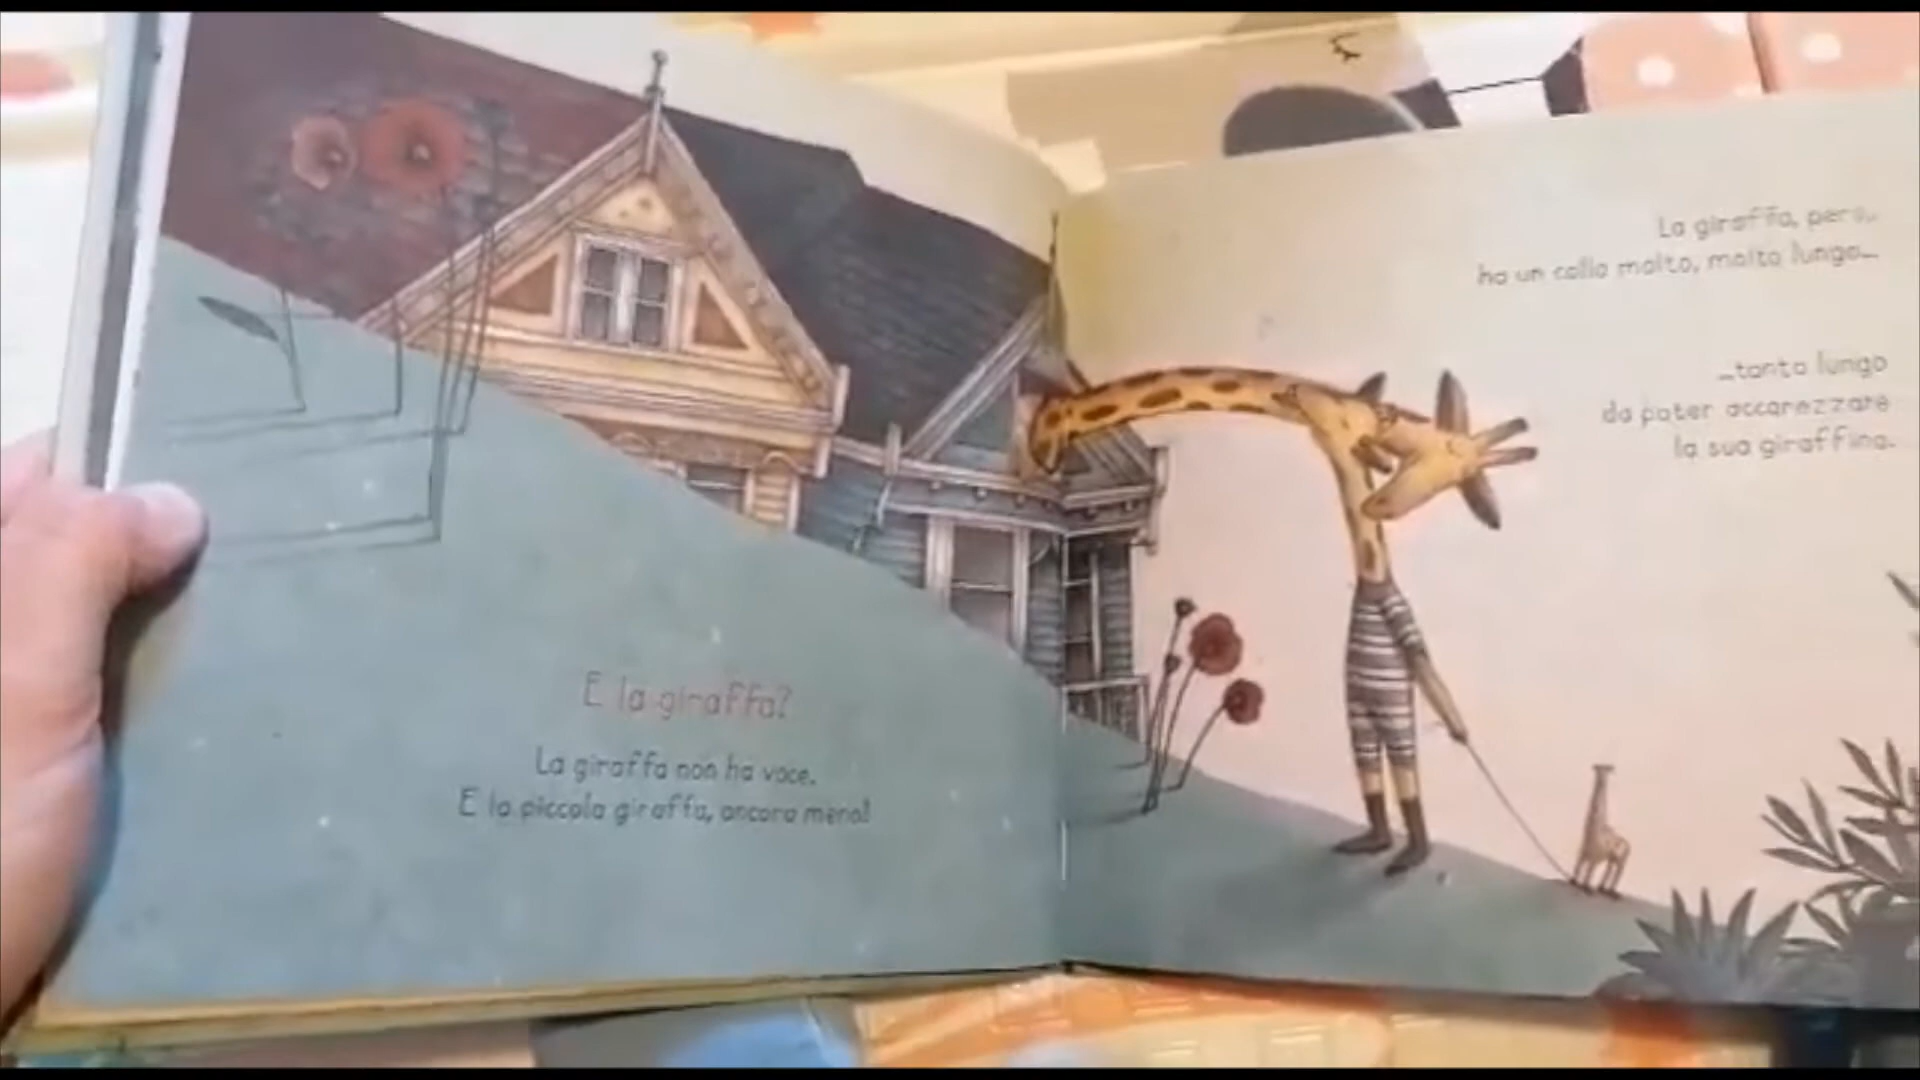 E la giraffa?
La giraffa non ha voce.
E la piccola giraffa, ancora meno!
La giraffa, però,
ha un collo molto, molto lungo...
...tanto lungo
da poter accarezzare
la sua giraffina.